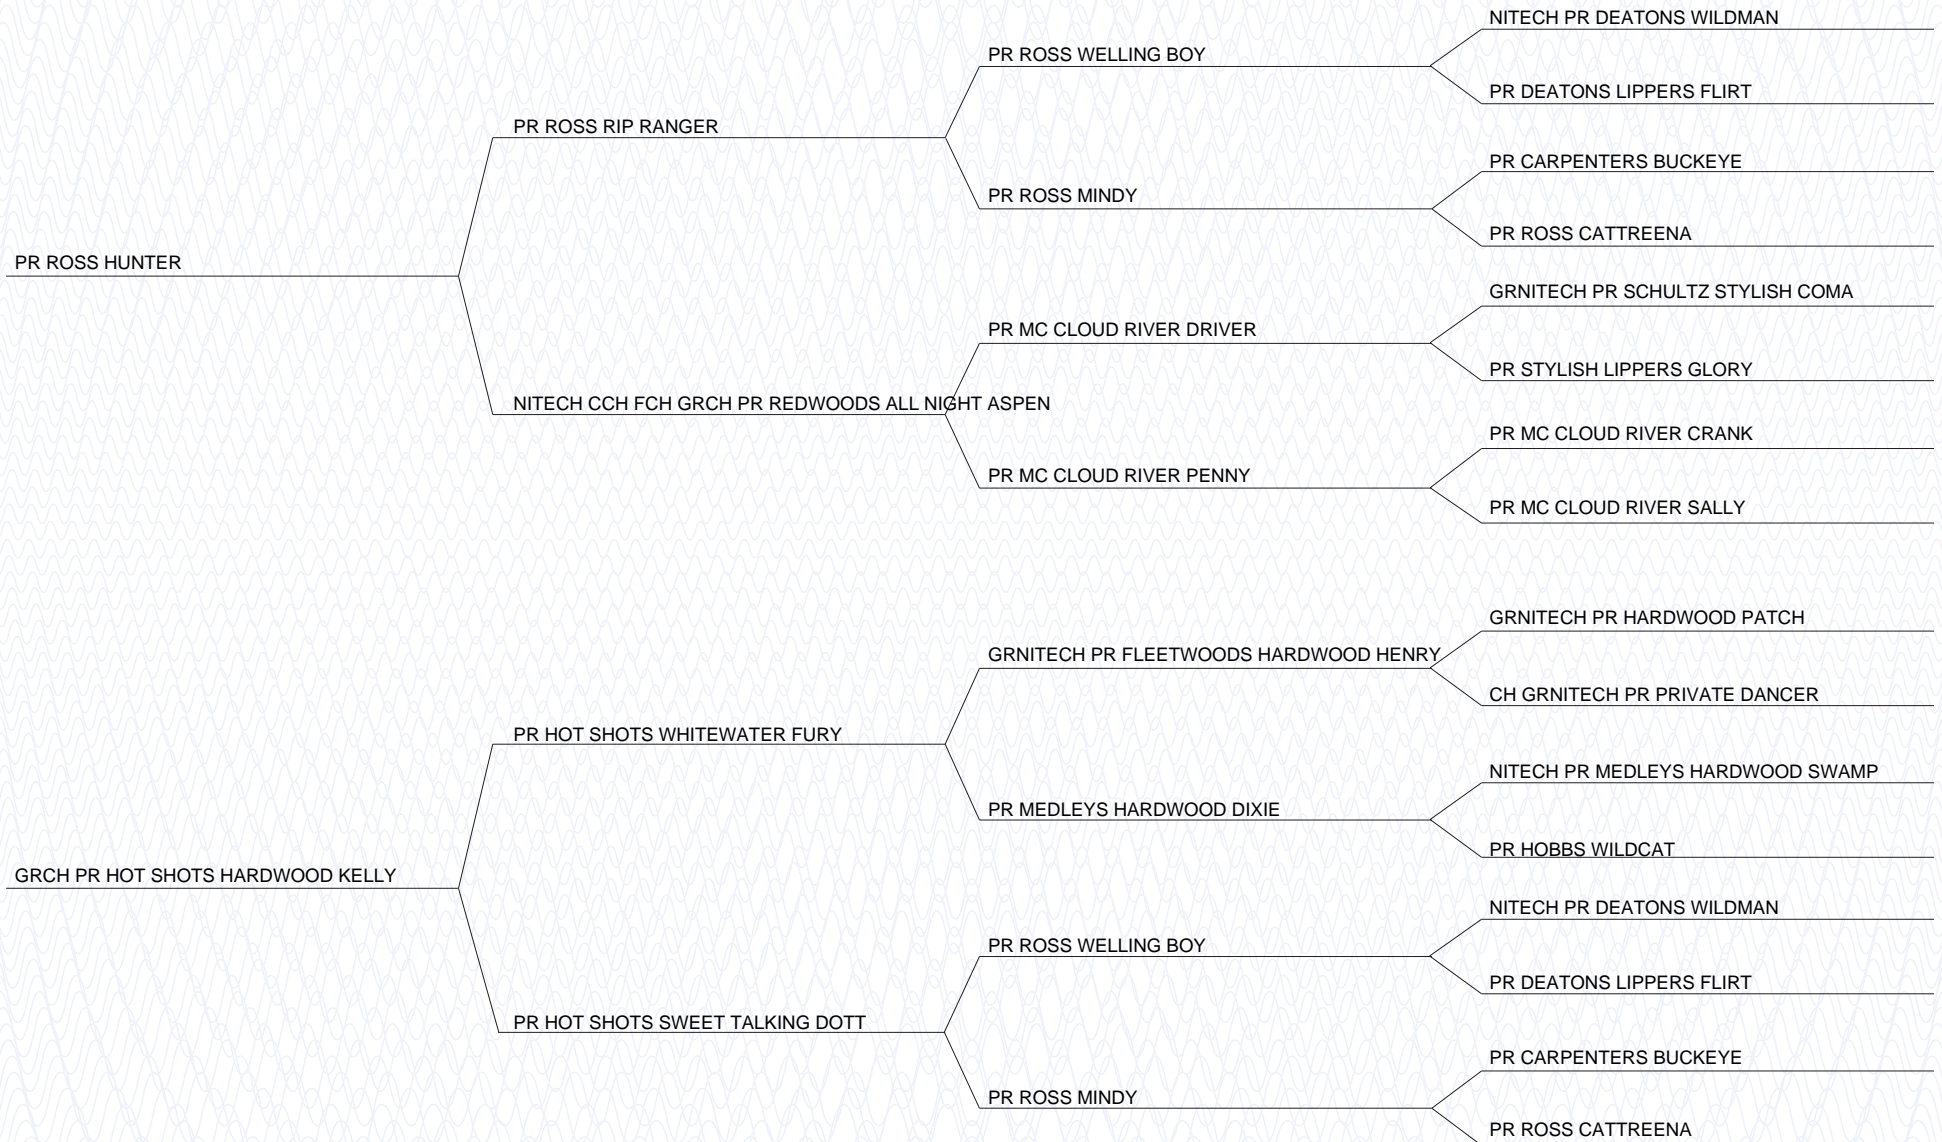 NITECH PR DEATONS WILDMAN
PR ROSS WELLING BOY
PR DEATONS LIPPERS FLIRT
PR ROSS RIP RANGER
PR CARPENTERS BUCKEYE
PR ROSS MINDY
PR ROSS CATTREENA
PR ROSS HUNTER
GRNITECH PR SCHULTZ STYLISH COMA
PR MC CLOUD RIVER DRIVER
PR STYLISH LIPPERS GLORY
NITECH CCH FCH GRCH PR REDWOODS ALL NIGHT ASPEN
PR MC CLOUD RIVER CRANK
PR MC CLOUD RIVER PENNY
PR MC CLOUD RIVER SALLY
GRNITECH PR HARDWOOD PATCH
GRNITECH PR FLEETWOODS HARDWOOD HENRY
CH GRNITECH PR PRIVATE DANCER
PR HOT SHOTS WHITEWATER FURY
NITECH PR MEDLEYS HARDWOOD SWAMP
PR MEDLEYS HARDWOOD DIXIE
PR HOBBS WILDCAT
GRCH PR HOT SHOTS HARDWOOD KELLY
NITECH PR DEATONS WILDMAN
PR ROSS WELLING BOY
PR DEATONS LIPPERS FLIRT
PR HOT SHOTS SWEET TALKING DOTT
PR CARPENTERS BUCKEYE
PR ROSS MINDY
PR ROSS CATTREENA